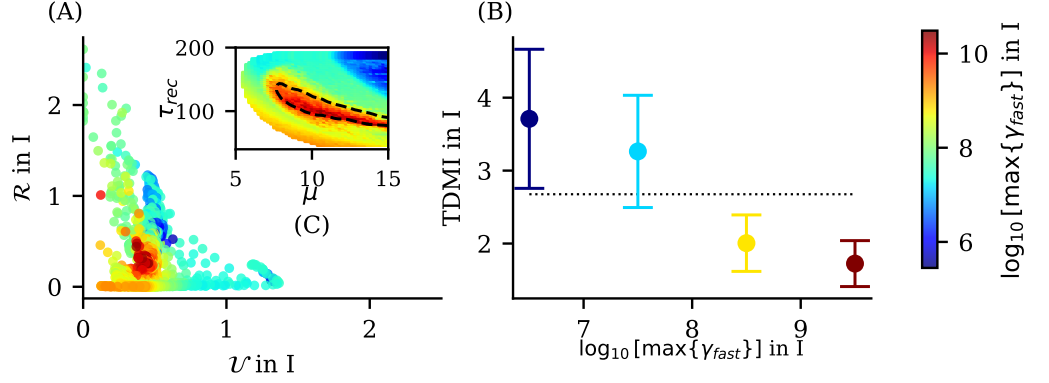 (A)
ℛ in I
2
1
0
0
1
2
𝒰 in I
τrec
200
100
5
10
15
μ
(C)
(B)
TDMI in I
4
3
2
7
8
9
log10 [max{γfast}] in I
10
8
6
log10 [max{γfast}] in I